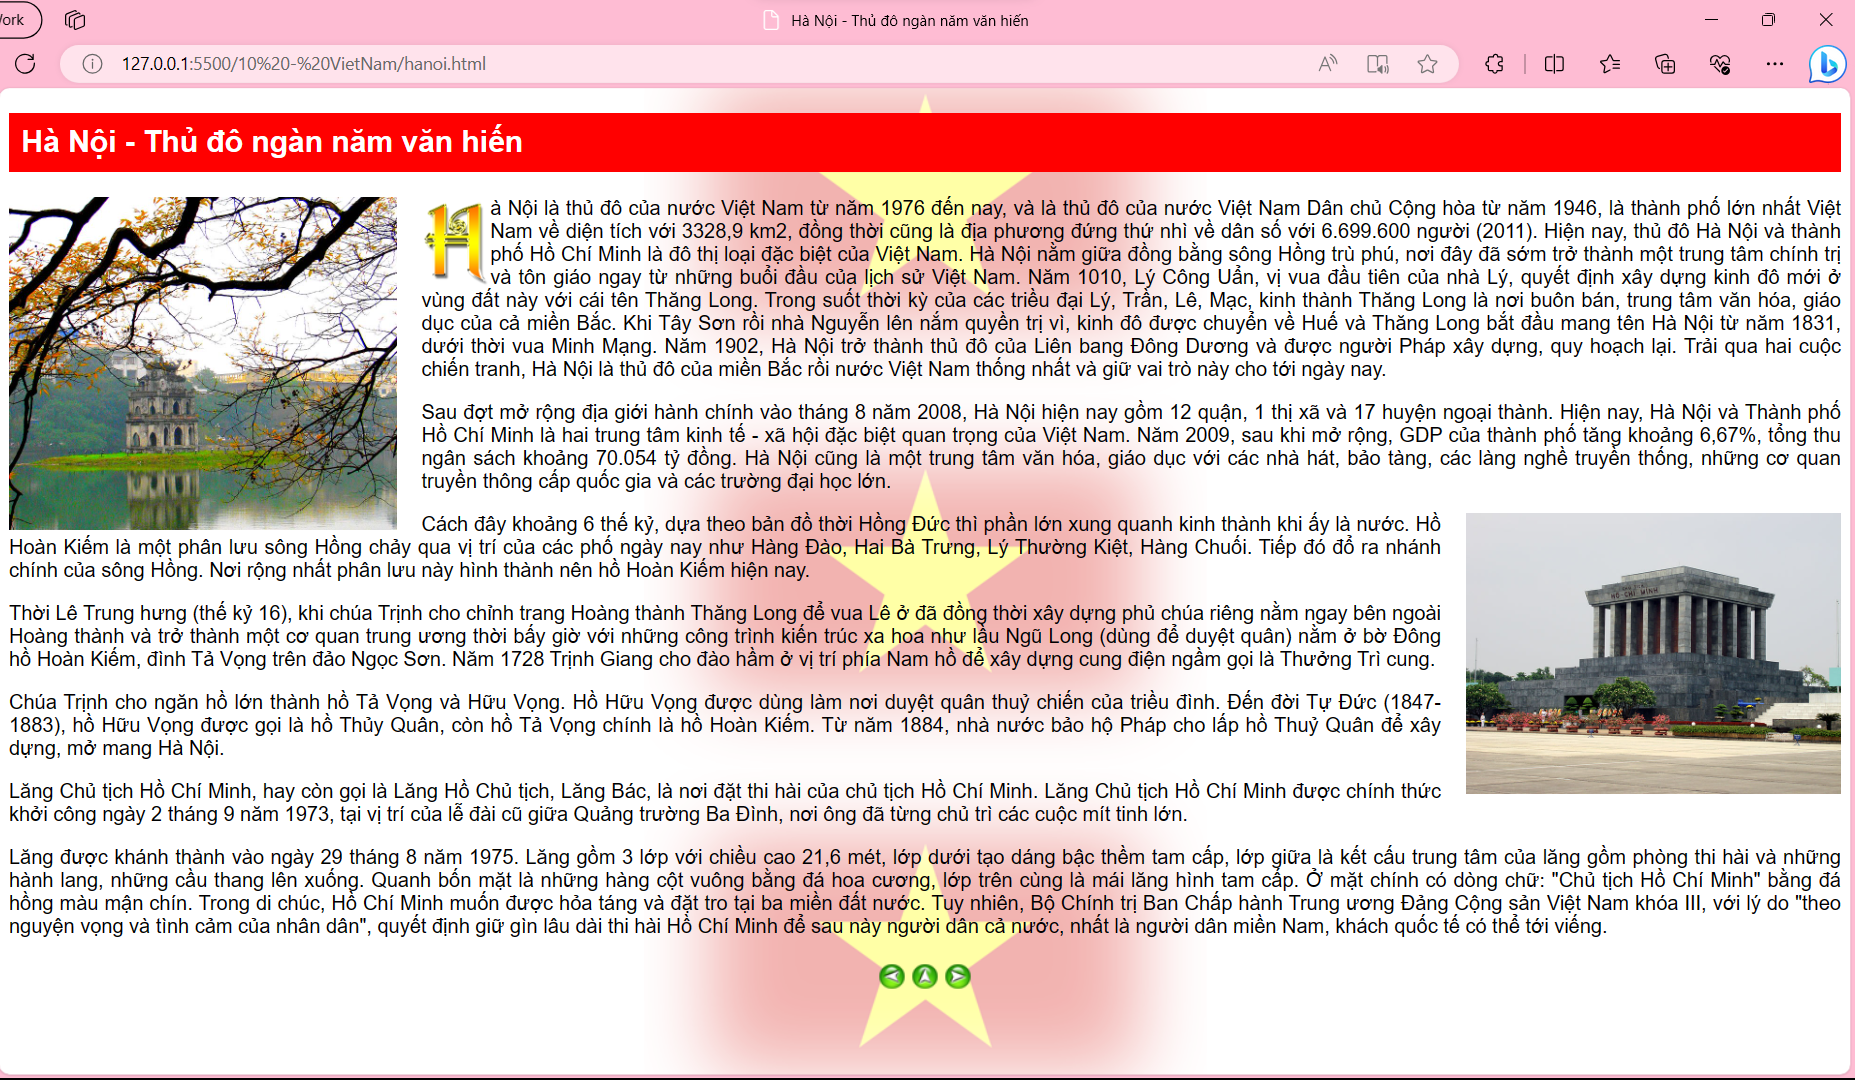 Hà Nội - Thủ đô ngàn năm văn hiến
127.0.0.1:5500/10%20-%20VietNam/hanoi.html
Hà Nội - Thủ đô ngàn năm văn hiến
Hà Nội là thủ đô của nước Việt Nam từ năm 1976 đến nay, và là thủ đô của nước Việt Nam Dân chủ Cộng hòa từ năm 1946, là thành phố lớn nhất Việt
Nam về diện tích với 3328,9 km2, đồng thời cũng là địa phương đứng thứ nhì về dân số với 6.699.600 người (2011). Hiện nay, thủ đô Hà Nội và thành
phố Hồ Chí Minh là đô thị loại đặc biệt của Việt Nam. Hà Nội nằm giữa đồng bằng sông Hồng trù phú, nơi đây đã sớm trở thành một trung tâm chính trị
và tôn giáo ngay từ những buổi đầu của lịch sử Việt Nam. Năm 1010, Lý Công Uẩn, vị vua đầu tiên của nhà Lý, quyết định xây dựng kinh đô mới ở
vùng đất này với cái tên Thăng Long. Trong suốt thời kỳ của các triều đại Lý, Trần, Lê, Mạc, kinh thành Thăng Long là nơi buôn bán, trung tâm văn hóa, giáo
dục của cả miền Bắc. Khi Tây Sơn rồi nhà Nguyễn lên nắm quyền trị vì, kinh đô được chuyển về Huế và Thăng Long bắt đầu mang tên Hà Nội từ năm 1831,
dưới thời vua Minh Mạng. Năm 1902, Hà Nội trở thành thủ đô của Liên bang Đông Dương và được người Pháp xây dựng, quy hoạch lại. Trải qua hai cuộc
chiến tranh, Hà Nội là thủ đô của miền Bắc rồi nước Việt Nam thống nhất và giữ vai trò này cho tới ngày nay.
Sau đợt mở rộng địa giới hành chính vào tháng 8 năm 2008, Hà Nội hiện nay gồm 12 quận, 1 thị xã và 17 huyện ngoại thành. Hiện nay, Hà Nội và Thành phố
Hồ Chí Minh là hai trung tâm kinh tế - xã hội đặc biệt quan trọng của Việt Nam. Năm 2009, sau khi mở rộng, GDP của thành phố tăng khoảng 6,67%, tổng thu
ngân sách khoảng 70.054 tỷ đồng. Hà Nội cũng là một trung tâm văn hóa, giáo dục với các nhà hát, bảo tàng, các làng nghề truyền thống, những cơ quan
truyền thông cấp quốc gia và các trường đại học lớn.
Cách đây khoảng 6 thế kỷ, dựa theo bản đồ thời Hồng Đức thì phần lớn xung quanh kinh thành khi ấy là nước. Hồ
Hoàn Kiếm là một phân lưu sông Hồng chảy qua vị trí của các phố ngày nay như Hàng Đào, Hai Bà Trưng, Lý Thường Kiệt, Hàng Chuối. Tiếp đó đổ ra nhánh
chính của sông Hồng. Nơi rộng nhất phân lưu này hình thành nên hồ Hoàn Kiếm hiện nay.
HỒ CHÍ MINH
Thời Lê Trung hưng (thế kỷ 16), khi chúa Trịnh cho chỉnh trang Hoàng thành Thăng Long để vua Lê ở đã đồng thời xây dựng phủ chúa riêng nằm ngay bên ngoài
Hoàng thành và trở thành một cơ quan trung ương thời bấy giờ với những công trình kiến trúc xa hoa như lầu Ngũ Long (dùng để duyệt quân) nằm ở bờ Đông
hồ Hoàn Kiếm, đình Tả Vọng trên đảo Ngọc Sơn. Năm 1728 Trịnh Giang cho đào hầm ở vị trí phía Nam hồ để xây dựng cung điện ngầm gọi là Thưởng Trì cung.
Chúa Trịnh cho ngăn hồ lớn thành hồ Tả Vọng và Hữu Vọng. Hồ Hữu Vọng được dùng làm nơi duyệt quân thuỷ chiến của triều đình. Đến đời Tự Đức (1847-
1883), hồ Hữu Vọng được gọi là hồ Thủy Quân, còn hồ Tả Vọng chính là hồ Hoàn Kiếm. Từ năm 1884, nhà nước bảo hộ Pháp cho lấp hồ Thuỷ Quân để xây
dựng, mở mang Hà Nội.
Lăng Chủ tịch Hồ Chí Minh, hay còn gọi là Lăng Hồ Chủ tịch, Lăng Bác, là nơi đặt thi hài của chủ tịch Hồ Chí Minh. Lăng Chủ tịch Hồ Chí Minh được chính thức
khởi công ngày 2 tháng 9 năm 1973, tại vị trí của lễ đài cũ giữa Quảng trường Ba Đình, nơi ông đã từng chủ trì các cuộc mít tinh lớn.
Lăng được khánh thành vào ngày 29 tháng 8 năm 1975. Lăng gồm 3 lớp với chiều cao 21,6 mét, lớp dưới tạo dáng bậc thềm tam cấp, lớp giữa là kết cấu trung tâm của lăng gồm phòng thi hài và những
hành lang, những cầu thang lên xuống. Quanh bốn mặt là những hàng cột vuông bằng đá hoa cương, lớp trên cùng là mái lăng hình tam cấp. Ở mặt chính có dòng chữ: "Chủ tịch Hồ Chí Minh" bằng đá
hồng màu mận chín. Trong di chúc, Hồ Chí Minh muốn được hỏa táng và đặt tro tại ba miền đất nước. Tuy nhiên, Bộ Chính trị Ban Chấp hành Trung ương Đảng Cộng sản Việt Nam khóa III, với lý do "theo
nguyện vọng và tình cảm của nhân dân", quyết định giữ gìn lâu dài thi hài Hồ Chí Minh để sau này người dân cả nước, nhất là người dân miền Nam, khách quốc tế có thể tới viếng.